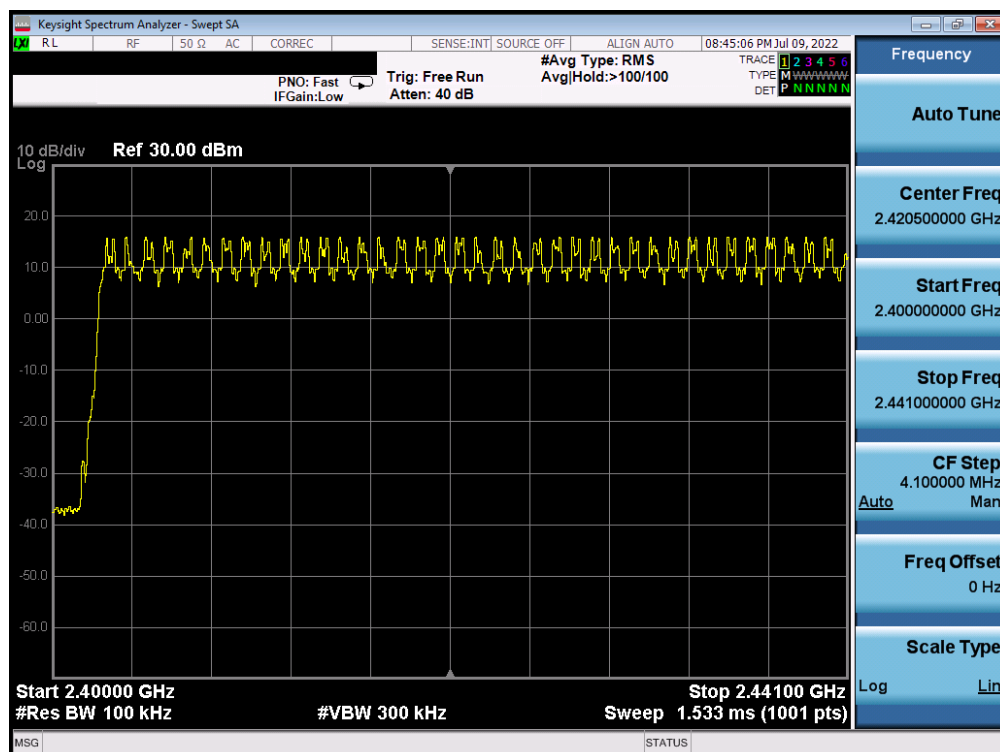 Keysight Spectrum Analyzer - Swept SA
LXI RL RF 50 Ω AC CORREC SENSE:INT SOURCE OFF ALIGN AUTO 08:45:06 PM Jul 09, 2022
#Avg Type: RMS
TRACE 1 2 3 4 5 6
PNO: Fast Trig: Free Run Avg|Hold:>100/100
TYPE M W W W W W
IFGain:Low Atten: 40 dB
DET P N N N N N
10 dB/div Ref 30.00 dBm
Log
20.0
10.0
0.00
-10.0
-20.0
-30.0
-40.0
-50.0
-60.0
Start 2.40000 GHz Stop 2.44100 GHz
#Res BW 100 kHz #VBW 300 kHz Sweep 1.533 ms (1001 pts)
MSG STATUS
Frequency
Auto Tune
Center Freq
2.420500000 GHz
Start Freq
2.400000000 GHz
Stop Freq
2.441000000 GHz
CF Step
4.100000 MHz
Auto Man
Freq Offset
0 Hz
Scale Type
Log Lin